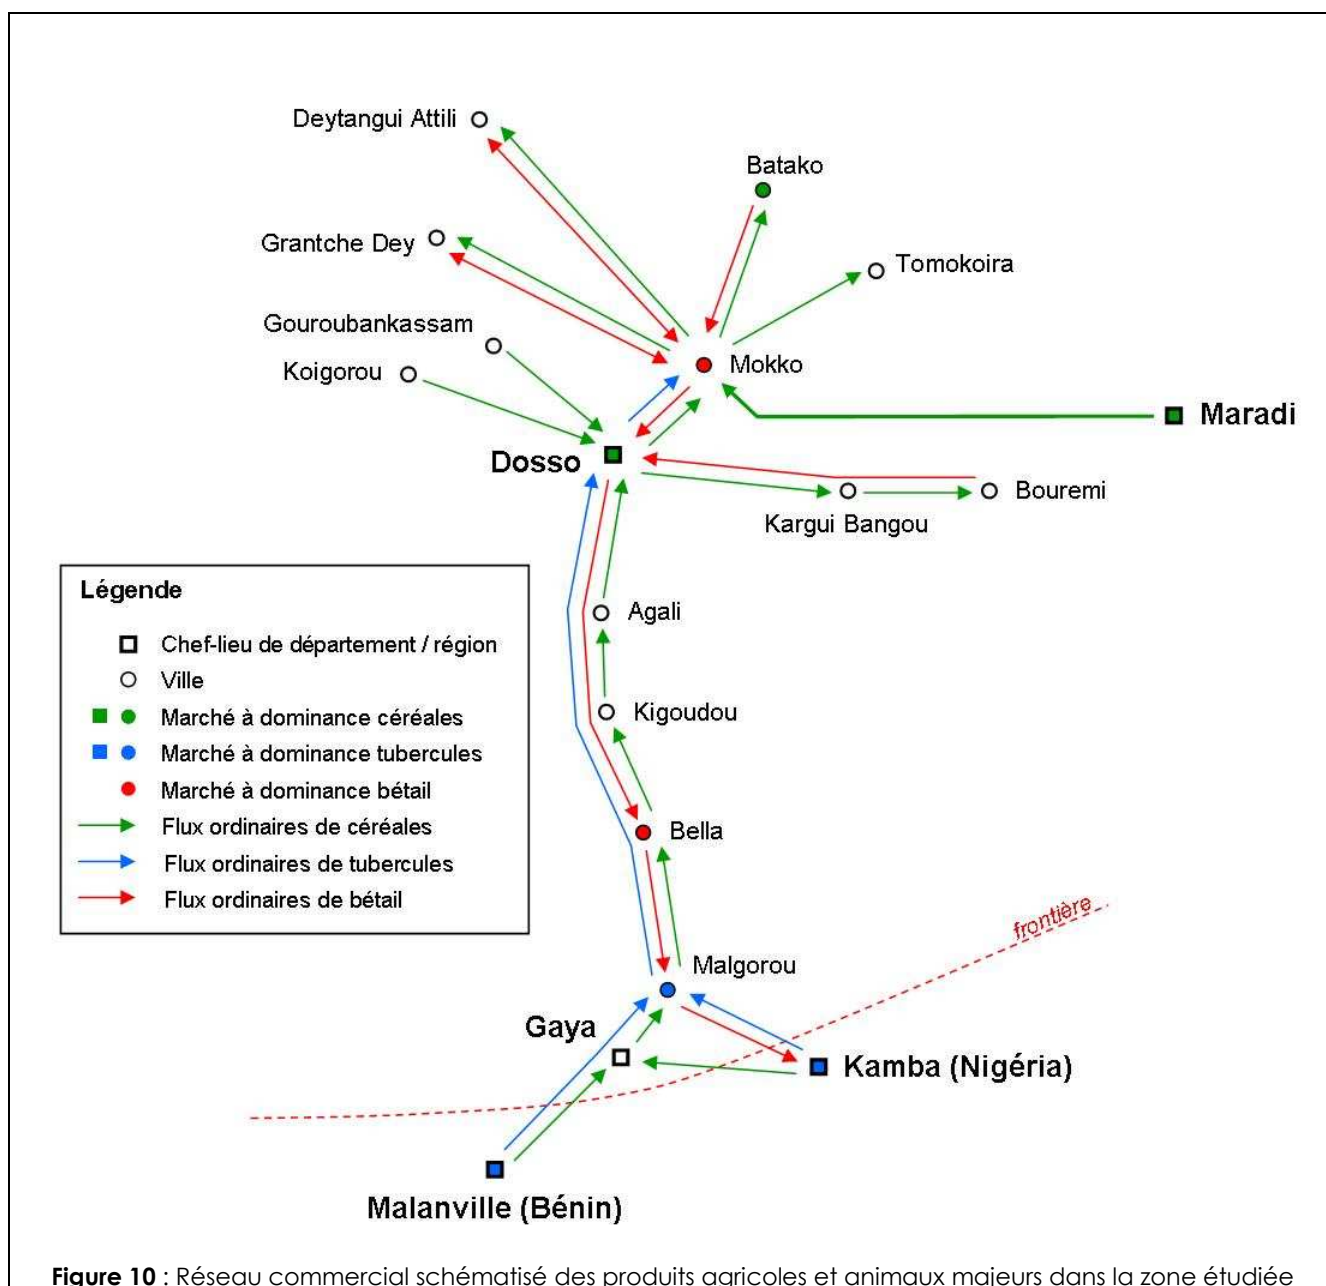 Deytangui Attili
Batako
Grantche Dey
Tomokoira
Gouroubankassam
Koigorou
Mokko
Maradi
Dosso
Bouremi
Kargui Bangou
Légende
Chef-lieu de département / région
Ville
Marché à dominance céréales
Marché à dominance tubercules
Marché à dominance bétail
Flux ordinaires de céréales
Flux ordinaires de tubercules
Flux ordinaires de bétail
Agali
Kigoudou
Bella
frontière
Malgorou
Gaya
Kamba (Nigéria)
Malanville (Bénin)
Figure 10 : Réseau commercial schématisé des produits agricoles et animaux majeurs dans la zone étudiée